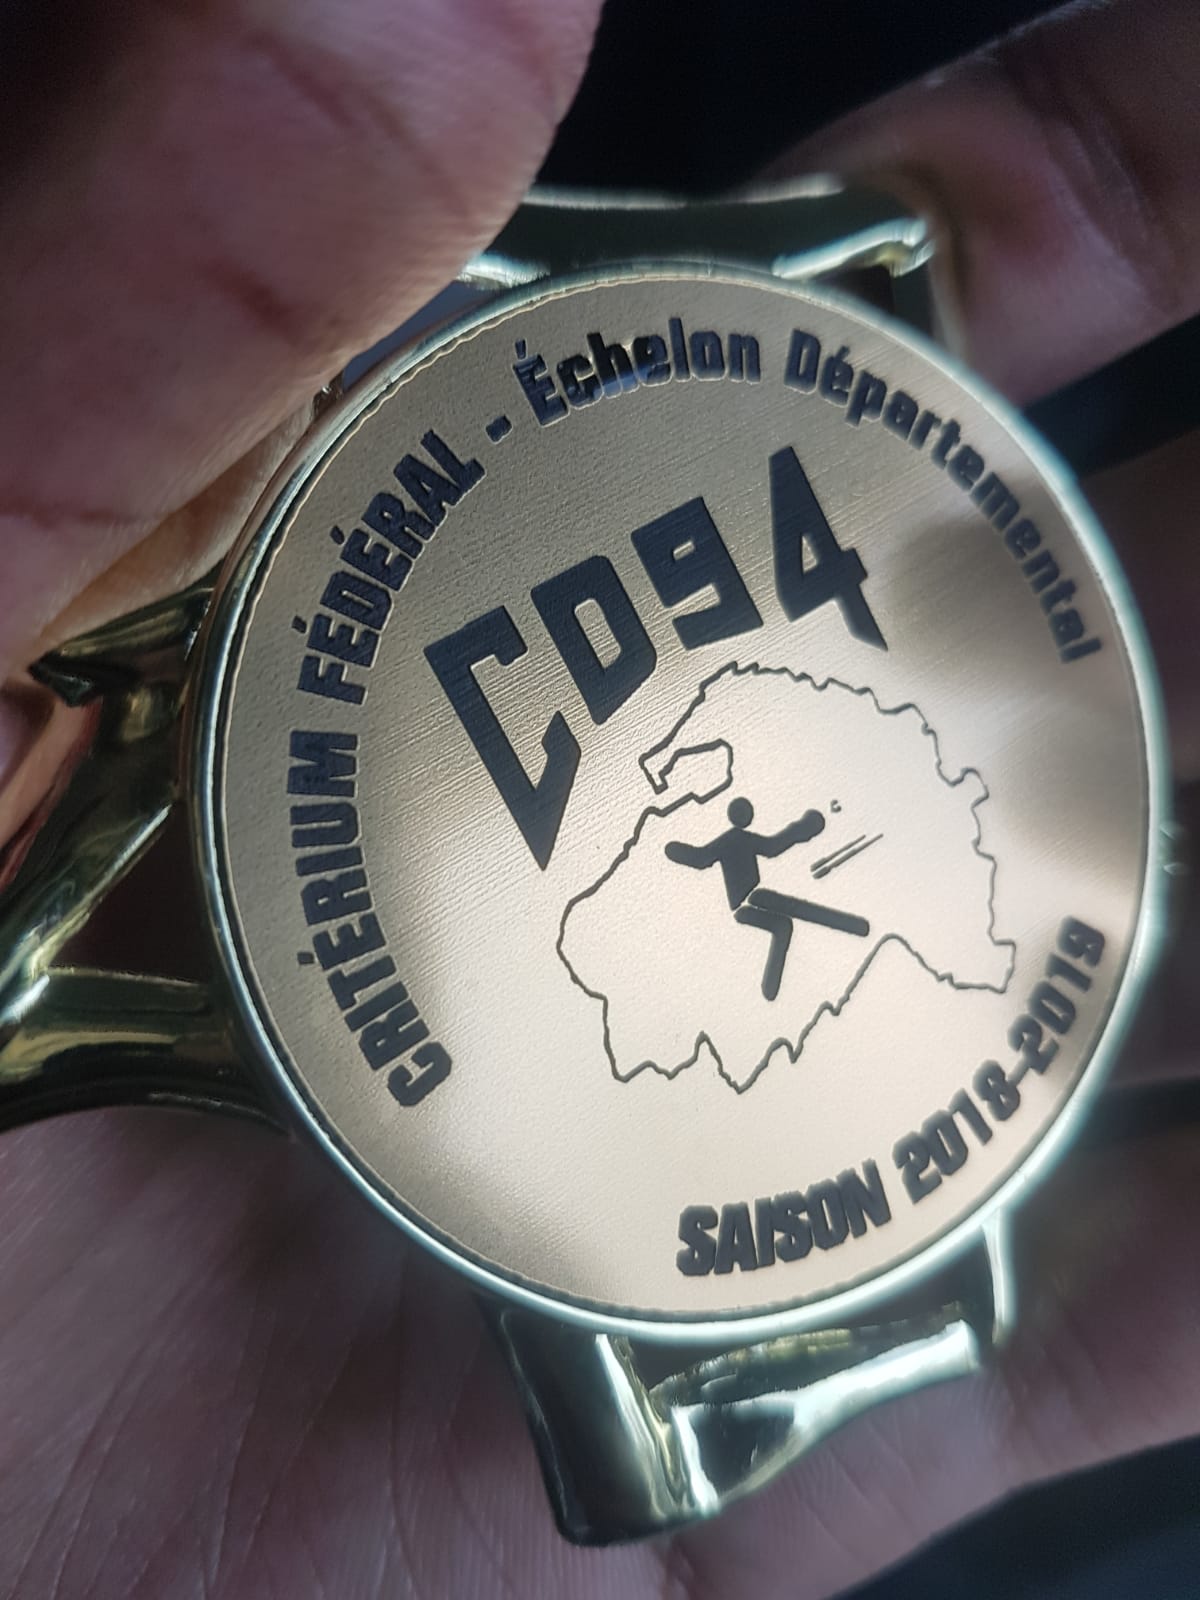 CRITÉRIUM FÉDÉRAL - Échelon Départemental
CD94
SAISON 2018-2019